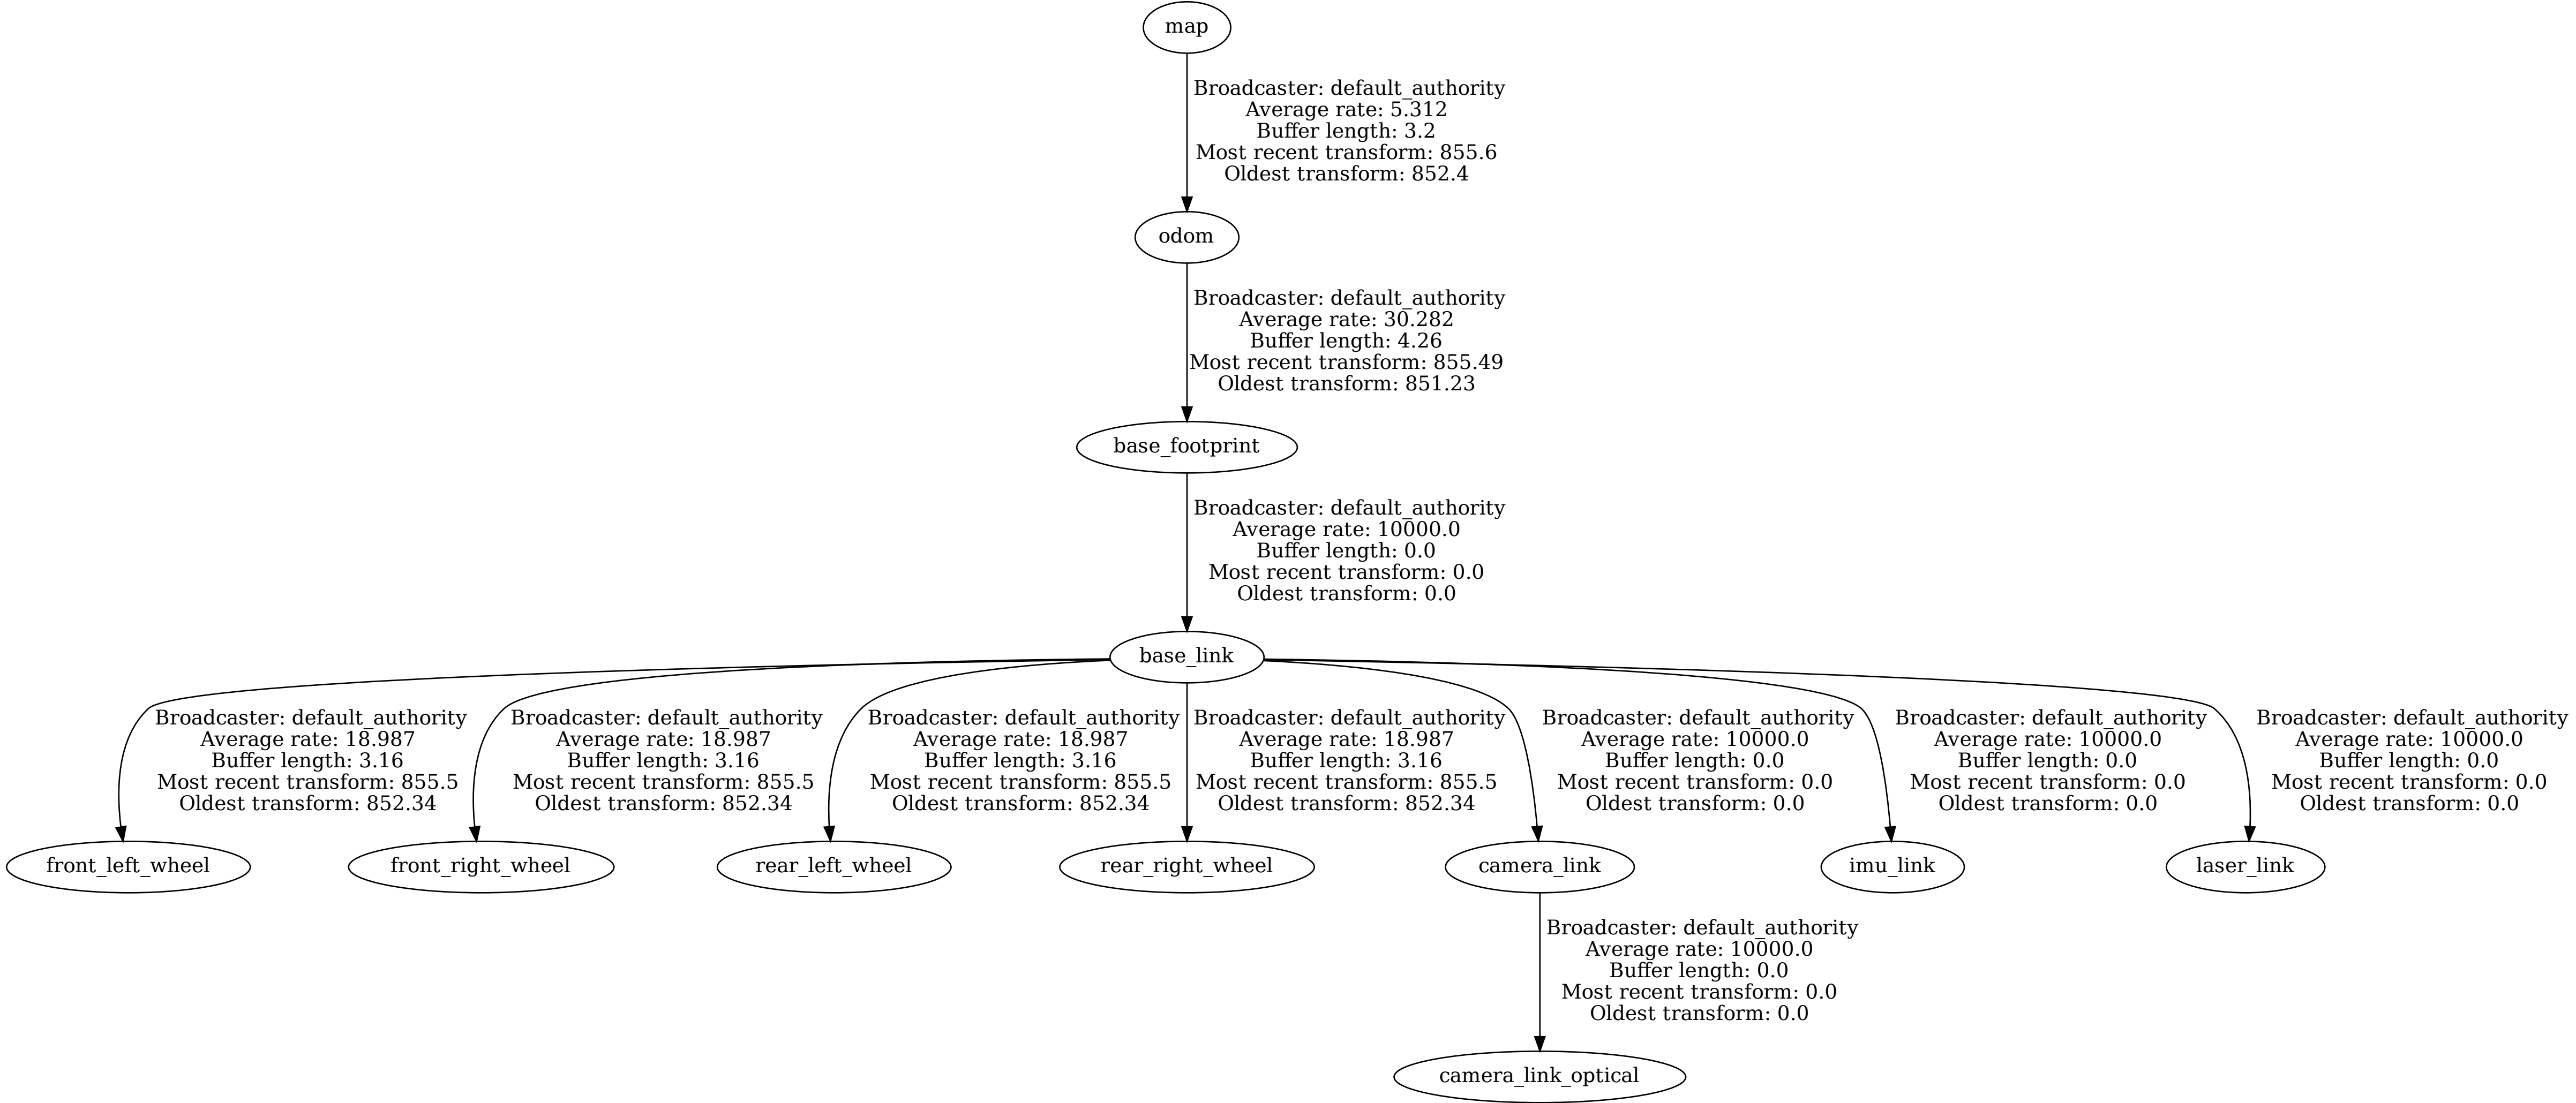 map
Broadcaster: default_authority
Average rate: 5.312
Buffer length: 3.2
Most recent transform: 855.6
Oldest transform: 852.4
odom
Broadcaster: default_authority
Average rate: 30.282
Buffer length: 4.26
Most recent transform: 855.49
Oldest transform: 851.23
base_footprint
Broadcaster: default_authority
Average rate: 10000.0
Buffer length: 0.0
Most recent transform: 0.0
Oldest transform: 0.0
base_link
Broadcaster: default_authority
Average rate: 18.987
Buffer length: 3.16
Most recent transform: 855.5
Oldest transform: 852.34
Broadcaster: default_authority
Average rate: 18.987
Buffer length: 3.16
Most recent transform: 855.5
Oldest transform: 852.34
Broadcaster: default_authority
Average rate: 18.987
Buffer length: 3.16
Most recent transform: 855.5
Oldest transform: 852.34
Broadcaster: default_authority
Average rate: 18.987
Buffer length: 3.16
Most recent transform: 855.5
Oldest transform: 852.34
Broadcaster: default_authority
Average rate: 10000.0
Buffer length: 0.0
Most recent transform: 0.0
Oldest transform: 0.0
Broadcaster: default_authority
Average rate: 10000.0
Buffer length: 0.0
Most recent transform: 0.0
Oldest transform: 0.0
Broadcaster: default_authority
Average rate: 10000.0
Buffer length: 0.0
Most recent transform: 0.0
Oldest transform: 0.0
front_left_wheel
front_right_wheel
rear_left_wheel
rear_right_wheel
camera_link
imu_link
laser_link
Broadcaster: default_authority
Average rate: 10000.0
Buffer length: 0.0
Most recent transform: 0.0
Oldest transform: 0.0
camera_link_optical